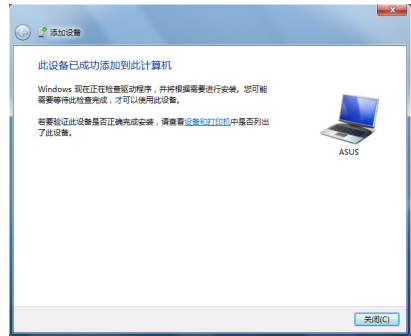 添加设备
此设备已成功添加到此计算机
Windows 现在正在检查驱动程序，并将根据需要进行安装。您可能
需要等待此检查完成，才可以使用此设备。
若要验证此设备是否正确完成安装，请查看设备和打印机中是否列出
了此设备。
ASUS
关闭(C)